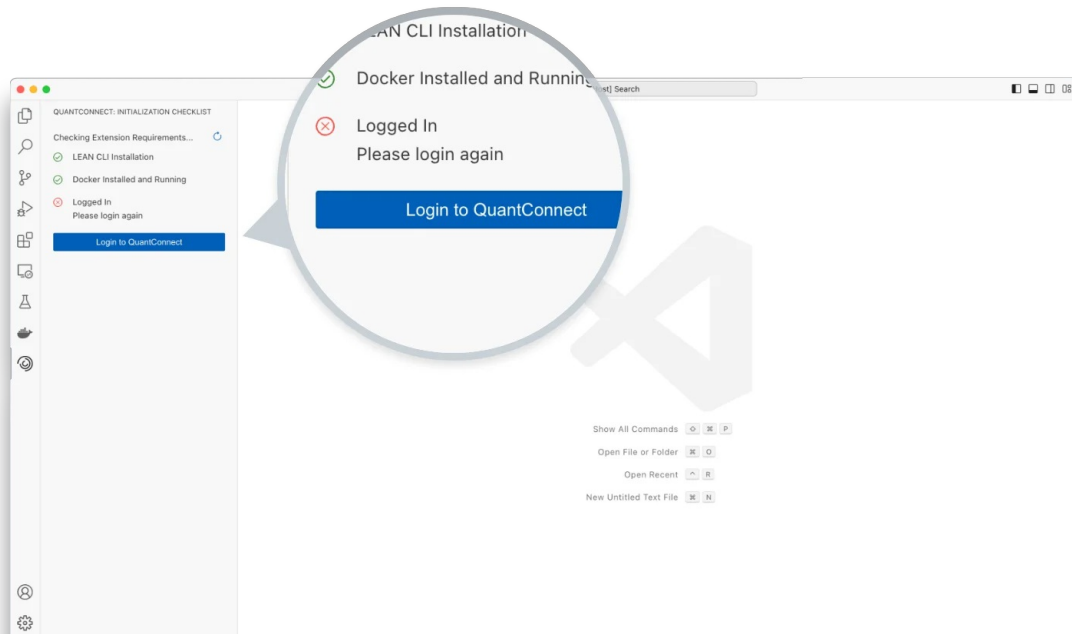 LEAN CLI Installation
Docker Installed and Running
Logged In
Please login again
Login to QuantConnect
Search
QUANTCONNECT: INITIALIZATION CHECKLIST
Checking Extension Requirements...
LEAN CLI Installation
Docker Installed and Running
Logged In
Please login again
Login to QuantConnect
Show All Commands ⇧ ⌘ P
Open File or Folder ⌘ O
Open Recent ^ R
New Untitled Text File ⌘ N